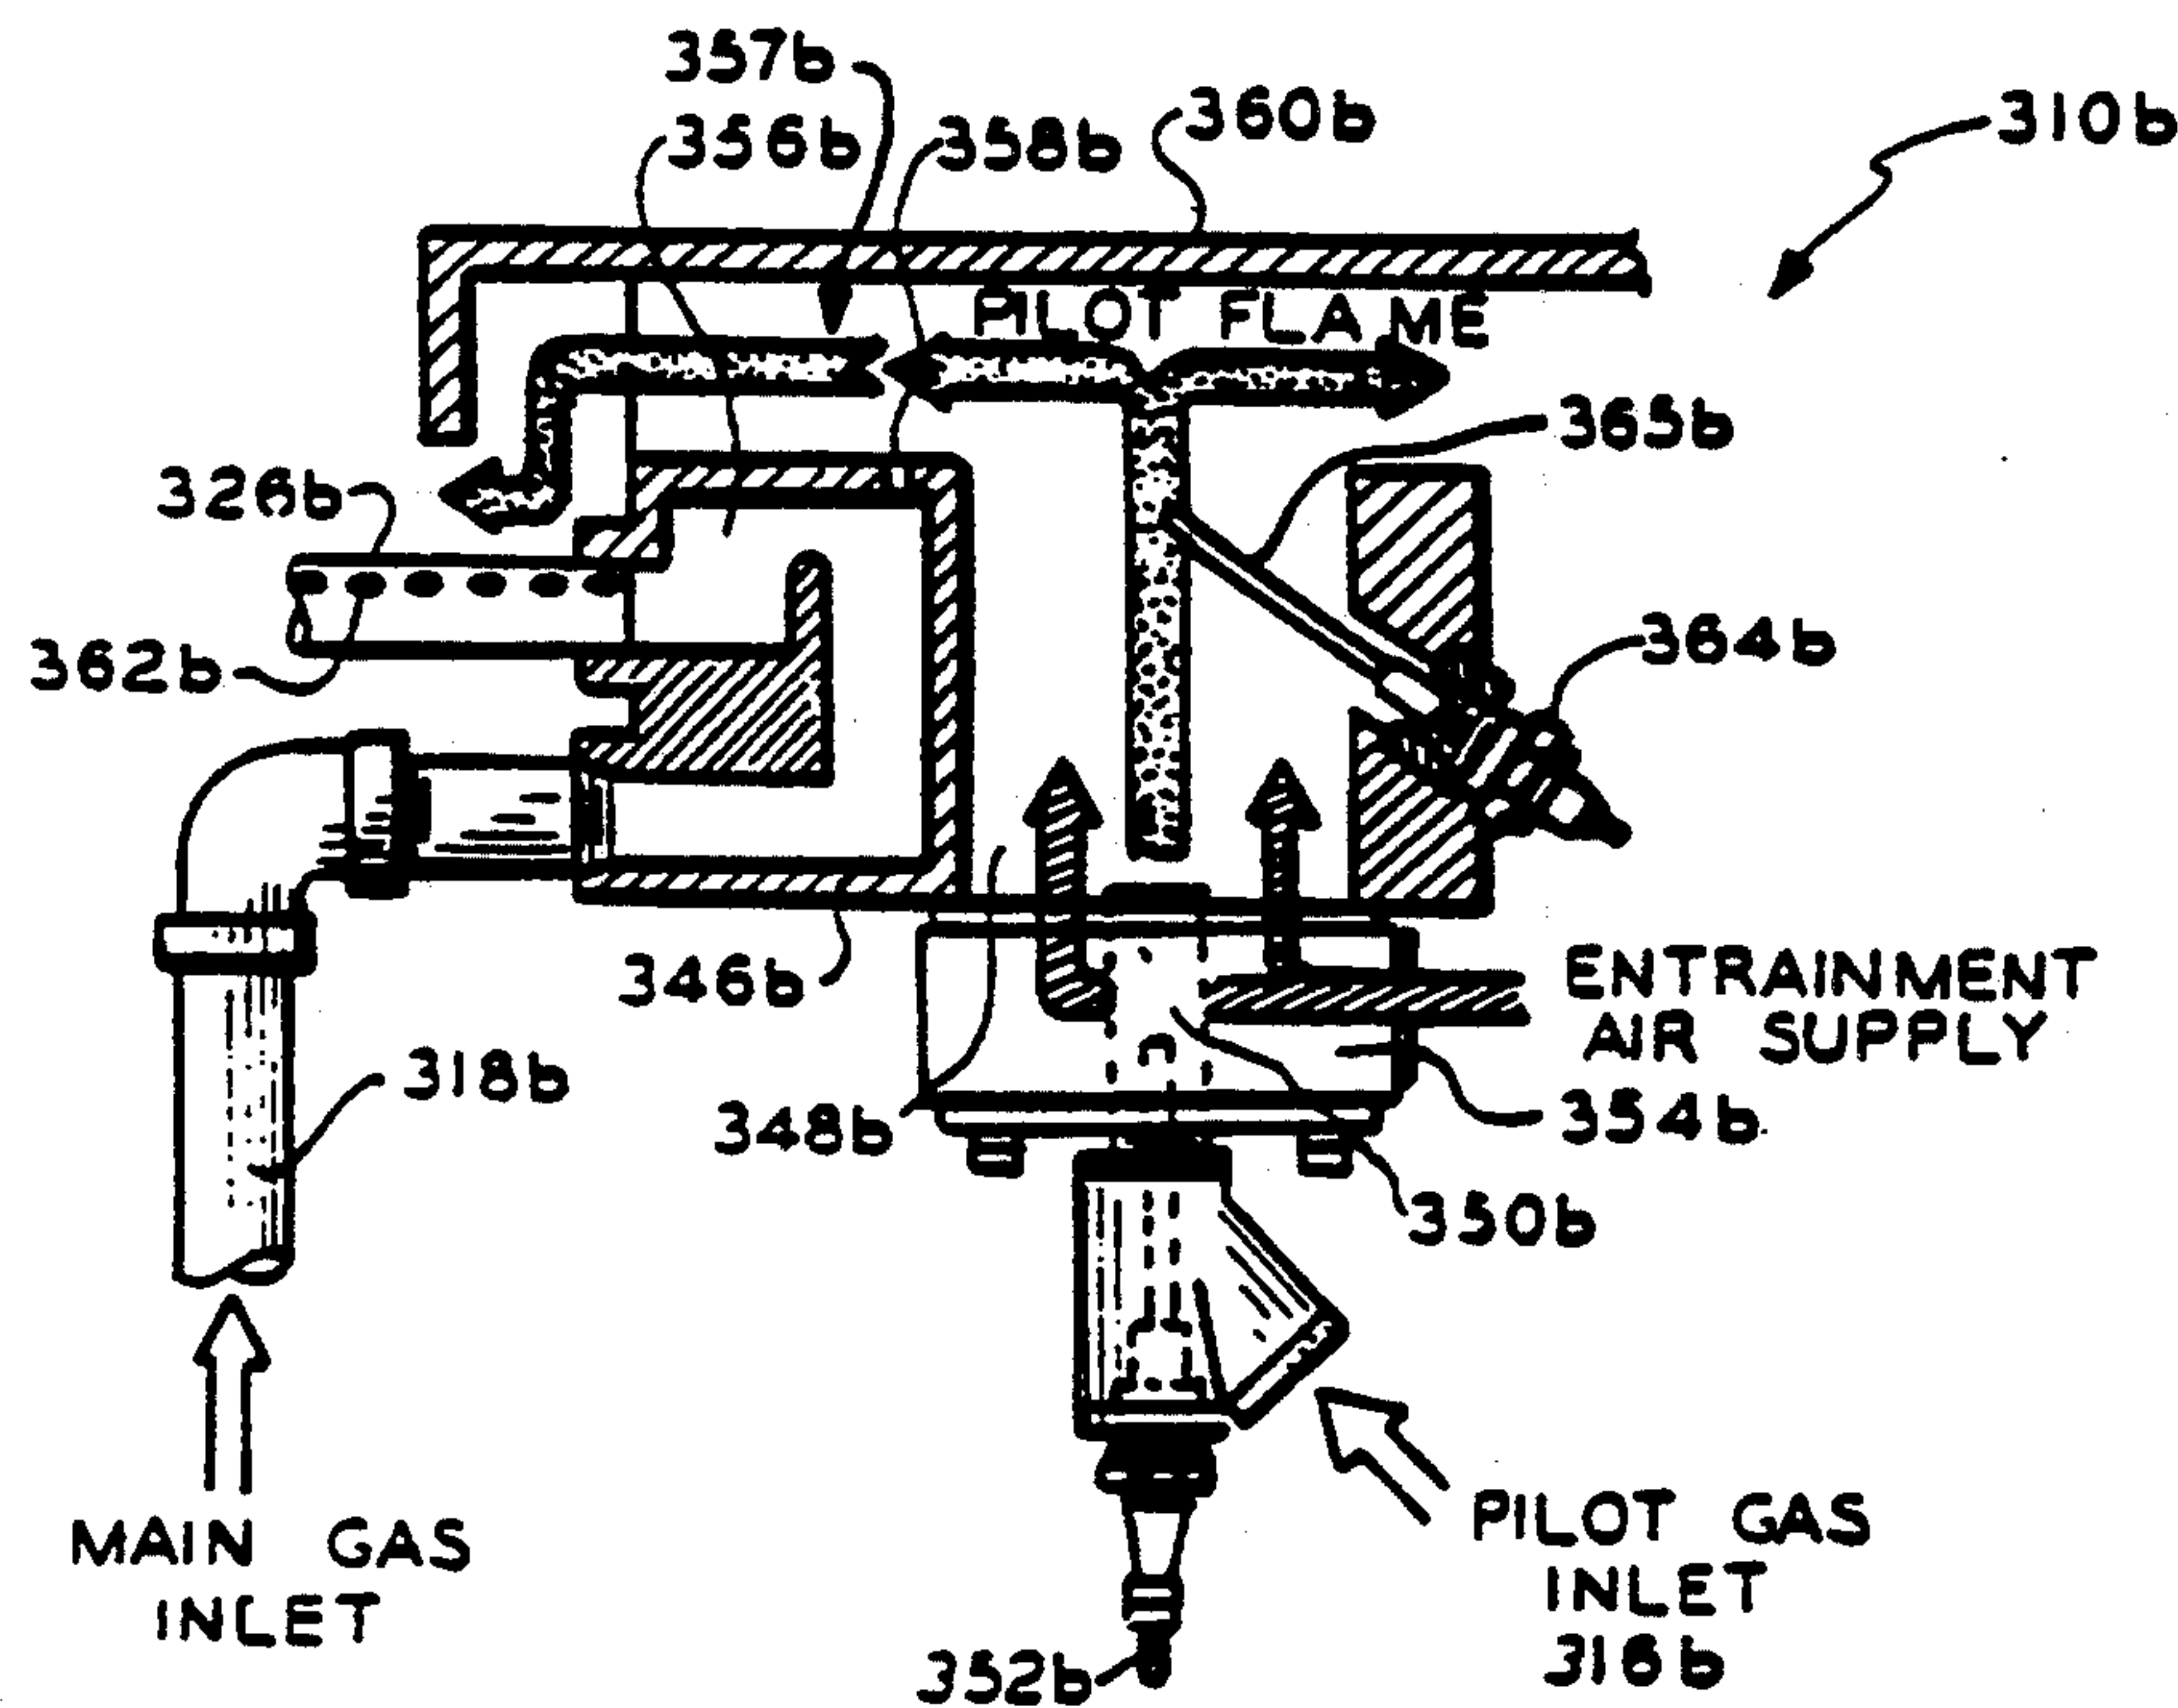 357b
356b
358b
360b
310b
PILOT FLAME
365b
326b
364b
362b
346b
ENTRAINMENT
AIR SUPPLY
318b
348b
354b
350b
MAIN GAS
INLET
PILOT GAS
INLET
316b
352b